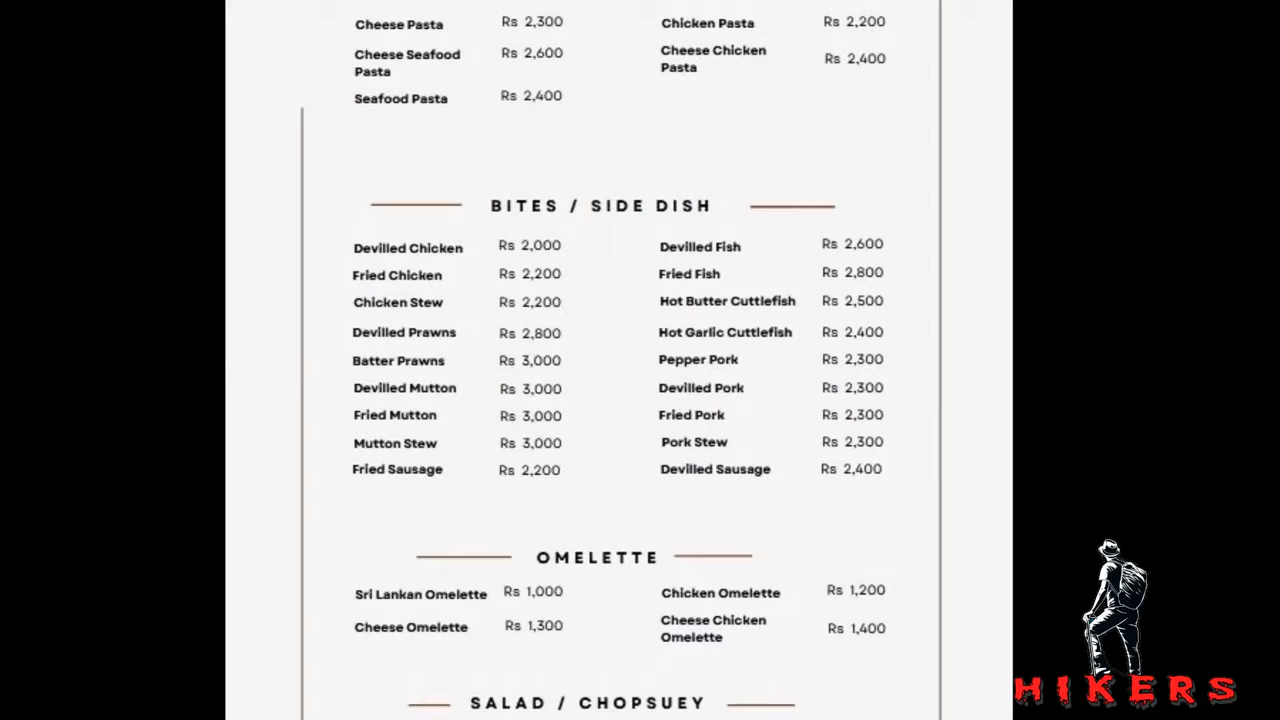 Cheese Pasta Rs 2,300 Chicken Pasta Rs 2,200
Cheese Seafood Rs 2,600 Cheese Chicken Rs 2,400
Pasta Pasta
Seafood Pasta Rs 2,400
BITES / SIDE DISH
Devilled Chicken Rs 2,000 Devilled Fish Rs 2,600
Fried Chicken Rs 2,200 Fried Fish Rs 2,800
Chicken Stew Rs 2,200 Hot Butter Cuttlefish Rs 2,500
Devilled Prawns Rs 2,800 Hot Garlic Cuttlefish Rs 2,400
Batter Prawns Rs 3,000 Pepper Pork Rs 2,300
Devilled Mutton Rs 3,000 Devilled Pork Rs 2,300
Fried Mutton Rs 3,000 Fried Pork Rs 2,300
Mutton Stew Rs 3,000 Pork Stew Rs 2,300
Fried Sausage Rs 2,200 Devilled Sausage Rs 2,400
OMELETTE
Sri Lankan Omelette Rs 1,000 Chicken Omelette Rs 1,200
Cheese Omelette Rs 1,300 Cheese Chicken Rs 1,400
Omelette
SALAD / CHOPSUEY
HIKERS